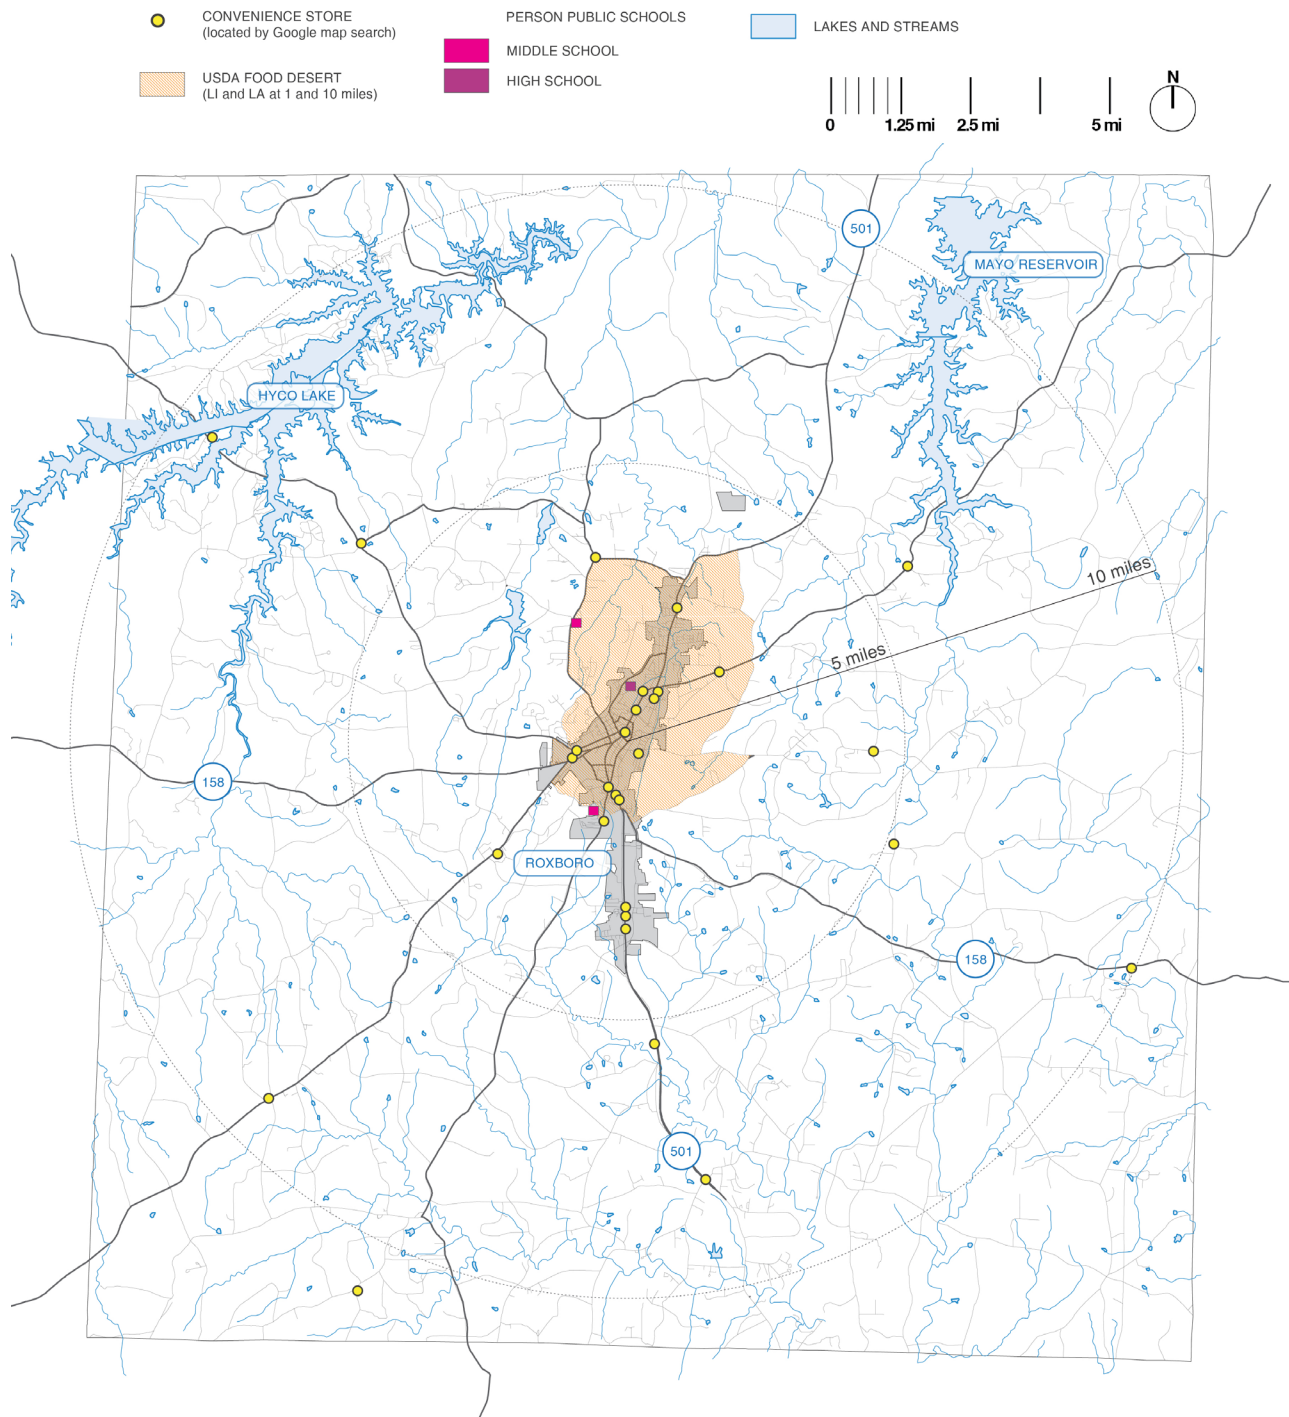 CONVENIENCE STORE
(located by Google map search)
USDA FOOD DESERT
(LI and LA at 1 and 10 miles)
PERSON PUBLIC SCHOOLS
MIDDLE SCHOOL
HIGH SCHOOL
LAKES AND STREAMS
0 1.25 mi 2.5 mi 5 mi
N
501
MAYO RESERVOIR
HYCO LAKE
10 miles
5 miles
158
ROXBORO
158
501